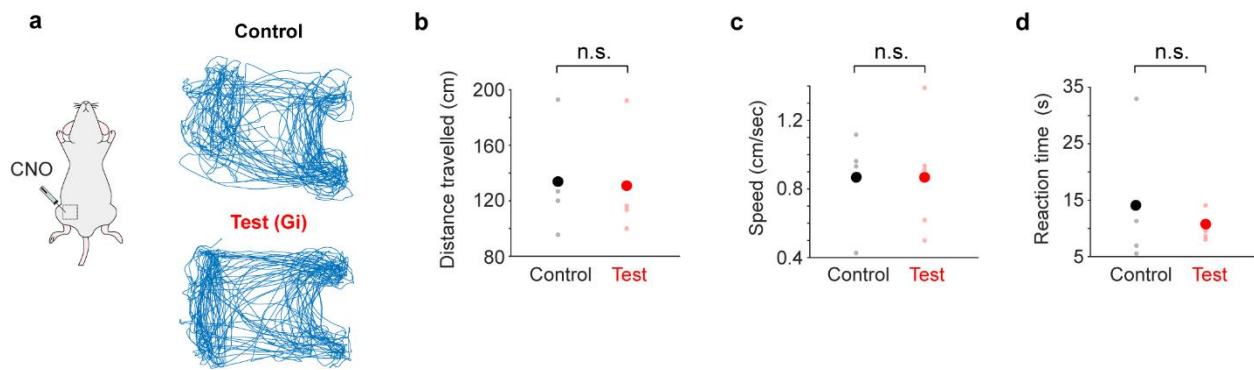 a
Control
CNO
Test (Gi)
b
n.s.
Distance travelled (cm)
200
160
120
80
Control
Test
c
n.s.
Speed (cm/sec)
1.2
0.8
0.4
Control
Test
d
n.s.
Reaction time (s)
35
25
15
5
Control
Test